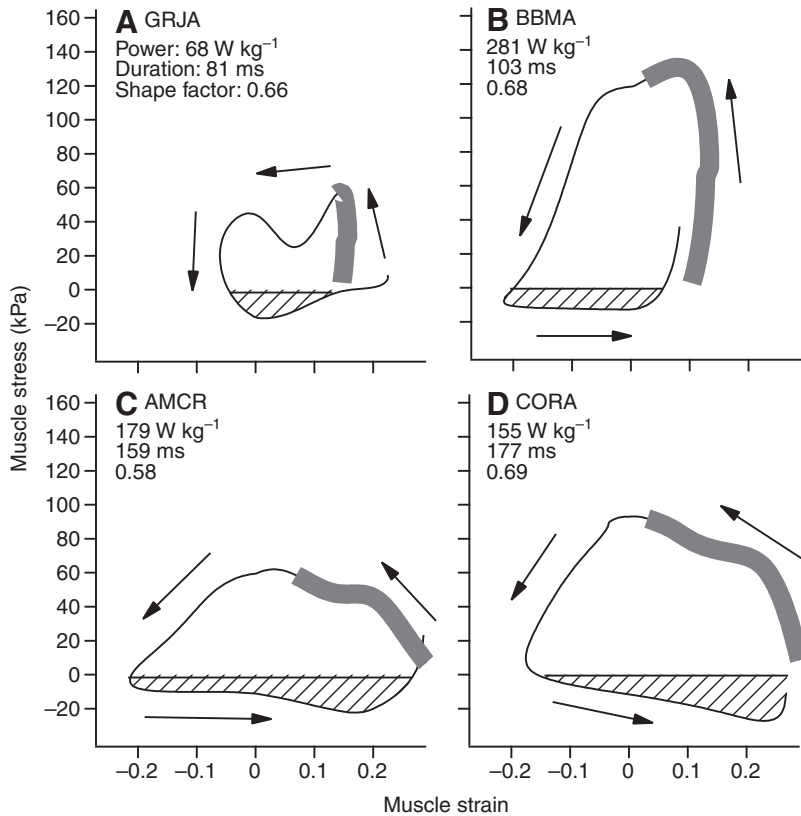 A GRJA
Power: 68 W kg–1
Duration: 81 ms
Shape factor: 0.66
B BBMA
281 W kg–1
103 ms
0.68
160
140
120
100
80
60
40
20
0
–20
C AMCR
179 W kg–1
159 ms
0.58
D CORA
155 W kg–1
177 ms
0.69
160
140
120
100
80
60
40
20
0
–20
Muscle stress (kPa)
–0.2 –0.1 0 0.1 0.2
–0.2 –0.1 0 0.1 0.2
Muscle strain